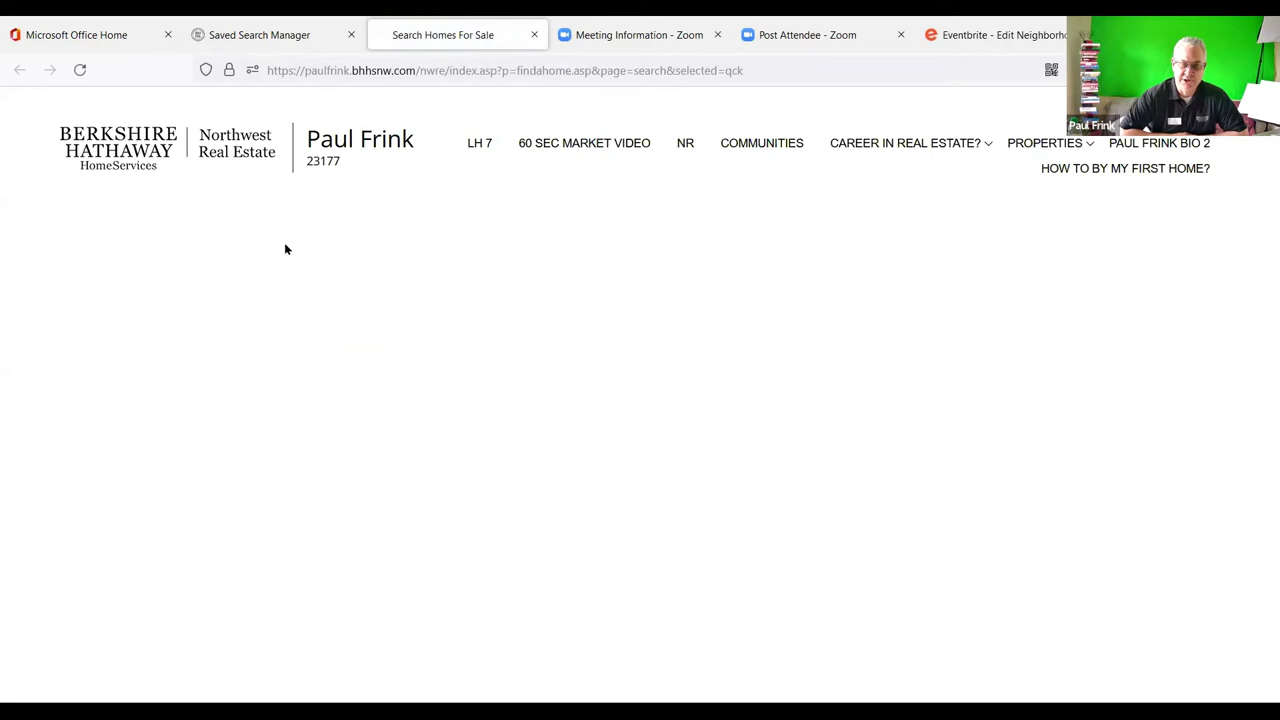 Microsoft Office Home
Saved Search Manager
Search Homes For Sale
Meeting Information - Zoom
Post Attendee - Zoom
Eventbrite - Edit Neighborho
https://paulfrink.bhhsnw.com/nwre/index.asp?p=findahome.asp&page=search&selected=qck
Paul Frink
BERKSHIRE
HATHAWAY
HomeServices
Northwest
Real Estate
Paul Frink
23177
LH 7
60 SEC MARKET VIDEO
NR
COMMUNITIES
CAREER IN REAL ESTATE?
PROPERTIES
PAUL FRINK BIO 2
HOW TO BY MY FIRST HOME?